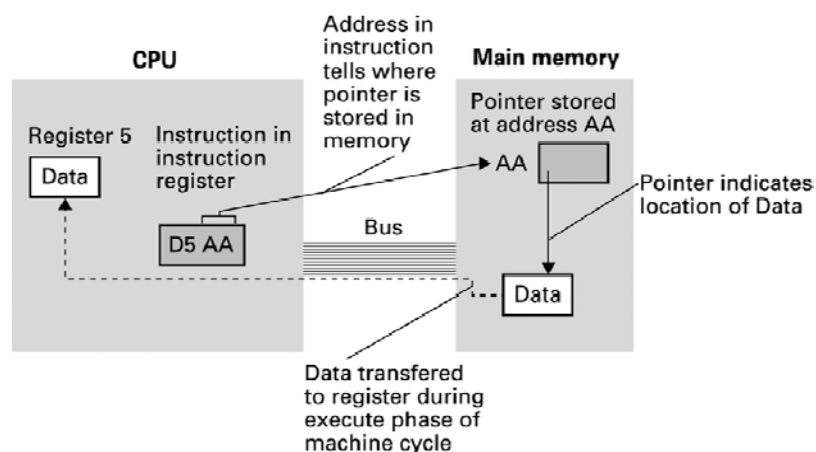 CPU
Register 5
Data
Instruction in
instruction
register
D5 AA
Address in
instruction
tells where
pointer is
stored in
memory
Bus
Main memory
Pointer stored
at address AA
AA
Pointer indicates
location of Data
Data
Data transferred
to register during
execute phase of
machine cycle